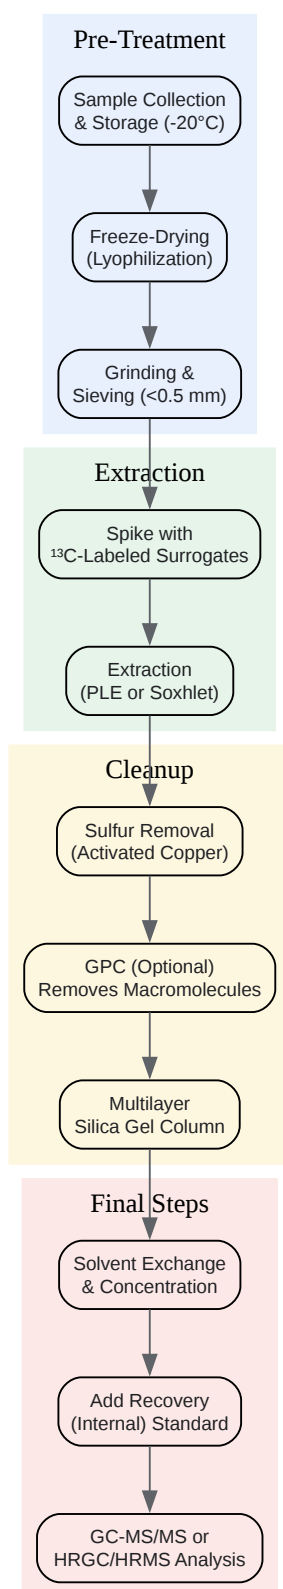 Pre-Treatment
Sample Collection
& Storage (-20°C)
Freeze-Drying
(Lyophilization)
Grinding &
Sieving (<0.5 mm)
Extraction
Spike with
¹³C-Labeled Surrogates
Extraction
(PLE or Soxhlet)
Cleanup
Sulfur Removal
(Activated Copper)
GPC (Optional)
Removes Macromolecules
Multilayer
Silica Gel Column
Final Steps
Solvent Exchange
& Concentration
Add Recovery
(Internal) Standard
GC-MS/MS or
HRGC/HRMS Analysis